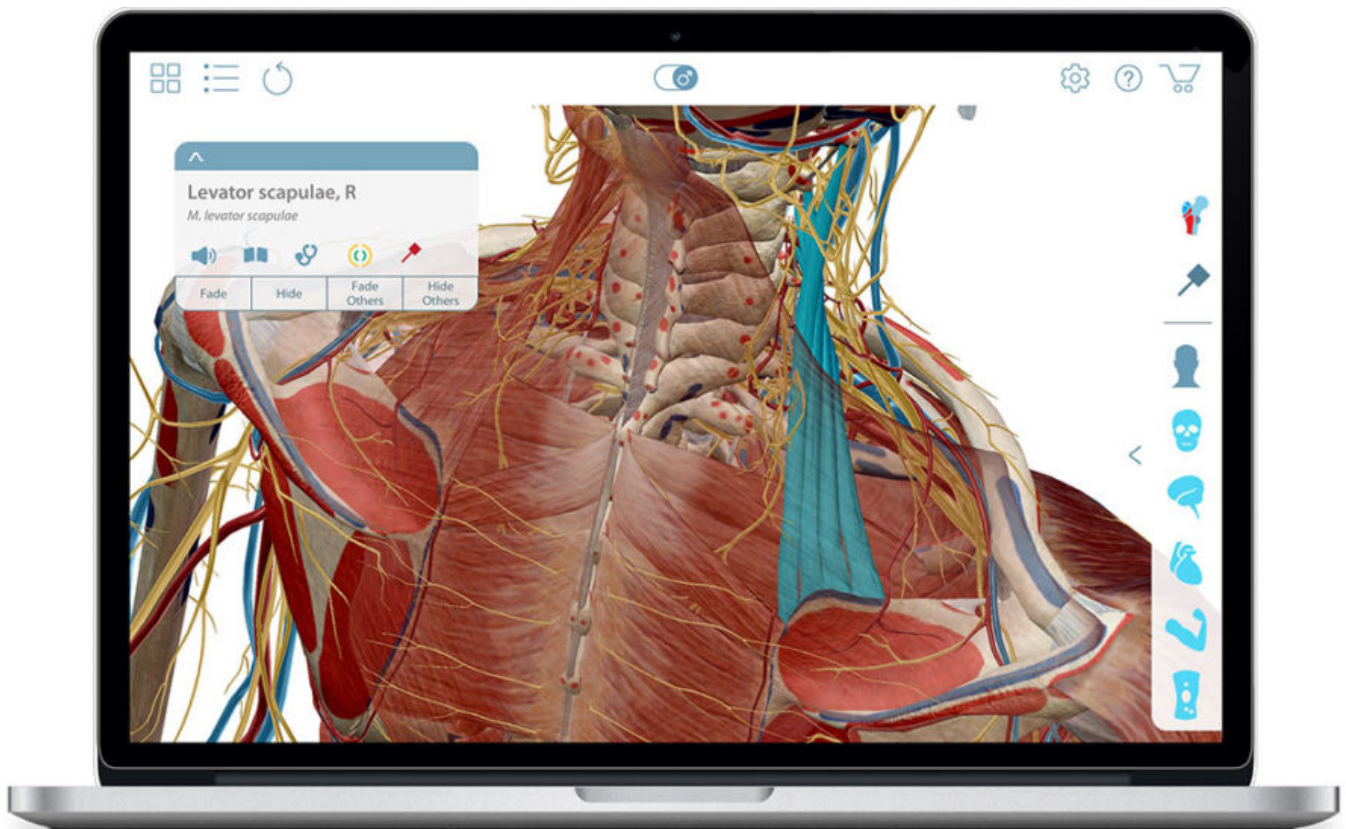 Levator scapulae, R
M. levator scapulae
Fade
Hide
Fade
Others
Hide
Others